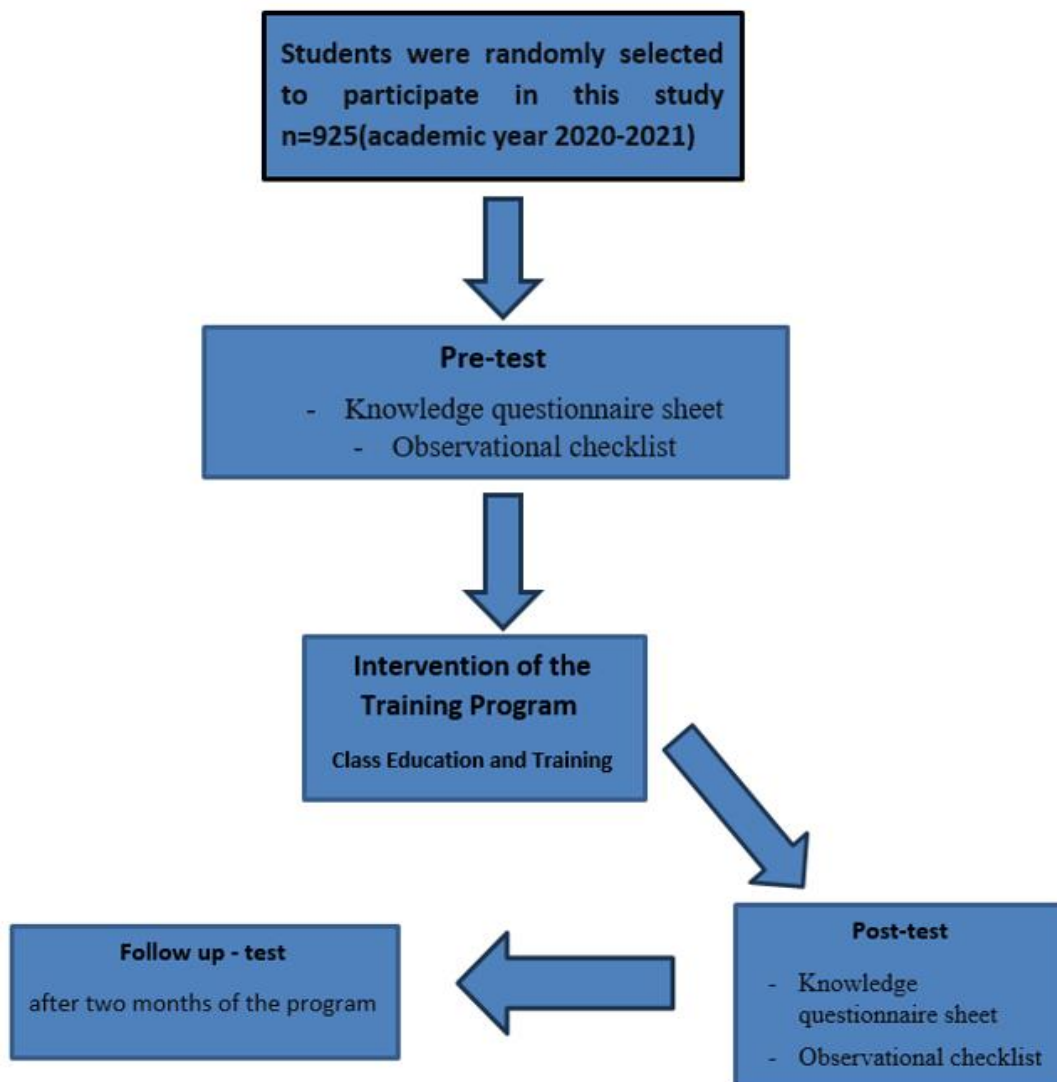 Students were randomly selected
to participate in this study
n=925(academic year 2020-2021)
Pre-test
- Knowledge questionnaire sheet
- Observational checklist
Intervention of the
Training Program
Class Education and Training
Post-test
- Knowledge
questionnaire sheet
- Observational checklist
Follow up - test
after two months of the program